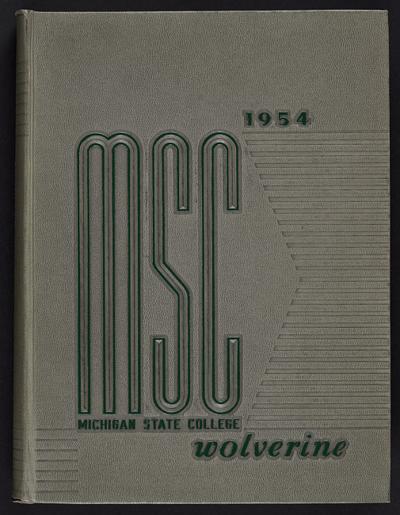 1954
MSC
MICHIGAN STATE COLLEGE
wolverine